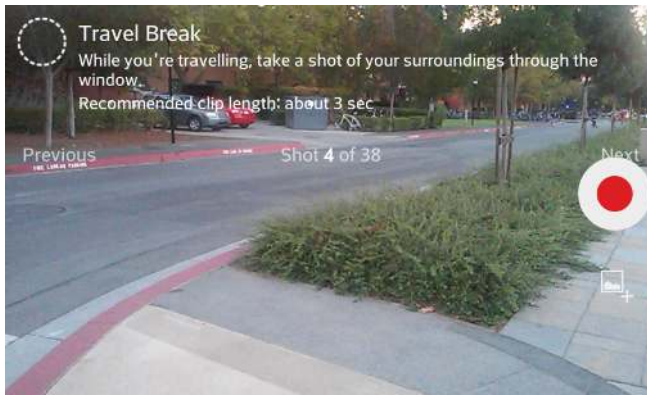 Travel Break
While you're travelling, take a shot of your surroundings through the
window.
Recommended clip length: about 3 sec
Previous
Shot 4 of 38
Next